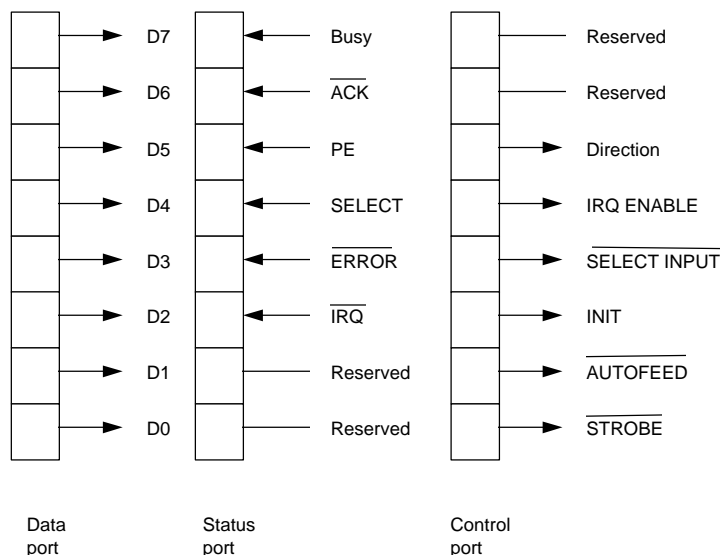 D7 Busy Reserved
D6 ACK Reserved
D5 PE Direction
D4 SELECT IRQ ENABLE
D3 ERROR SELECT INPUT
D2 IRQ INIT
D1 Reserved AUTOFEED
D0 Reserved STROBE
Data Status Control
port port port